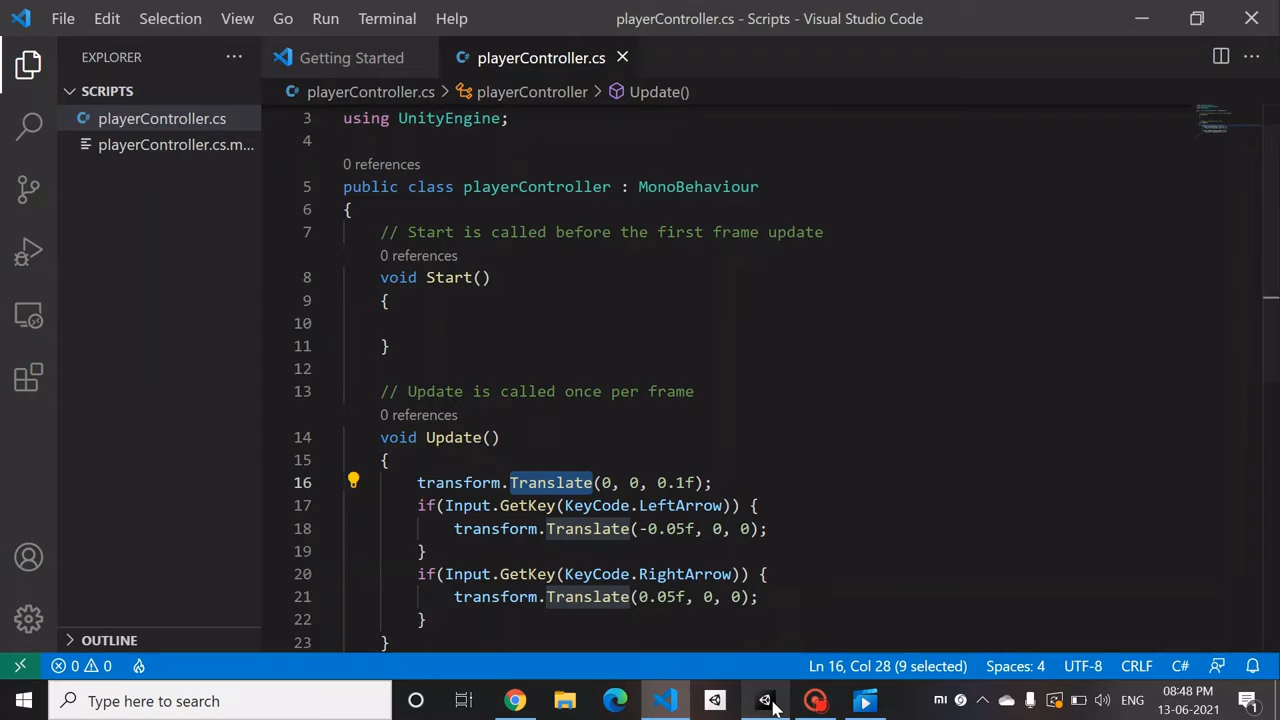 File Edit Selection View Go Run Terminal Help playerController.cs - Scripts - Visual Studio Code
EXPLORER ··· Getting Started playerController.cs
SCRIPTS playerController.cs > playerController > Update()
playerController.cs
playerController.cs.m...
3 using UnityEngine;
4
0 references
5 public class playerController : MonoBehaviour
6 {
7 // Start is called before the first frame update
0 references
8 void Start()
9 {
10
11 }
12
13 // Update is called once per frame
0 references
14 void Update()
15 {
16 transform.Translate(0, 0, 0.1f);
17 if(Input.GetKey(KeyCode.LeftArrow)) {
18 transform.Translate(-0.05f, 0, 0);
19 }
20 if(Input.GetKey(KeyCode.RightArrow)) {
21 transform.Translate(0.05f, 0, 0);
22 }
23 }
OUTLINE
0 0 Ln 16, Col 28 (9 selected) Spaces: 4 UTF-8 CRLF C#
Type here to search ENG 08:48 PM
13-06-2021 1